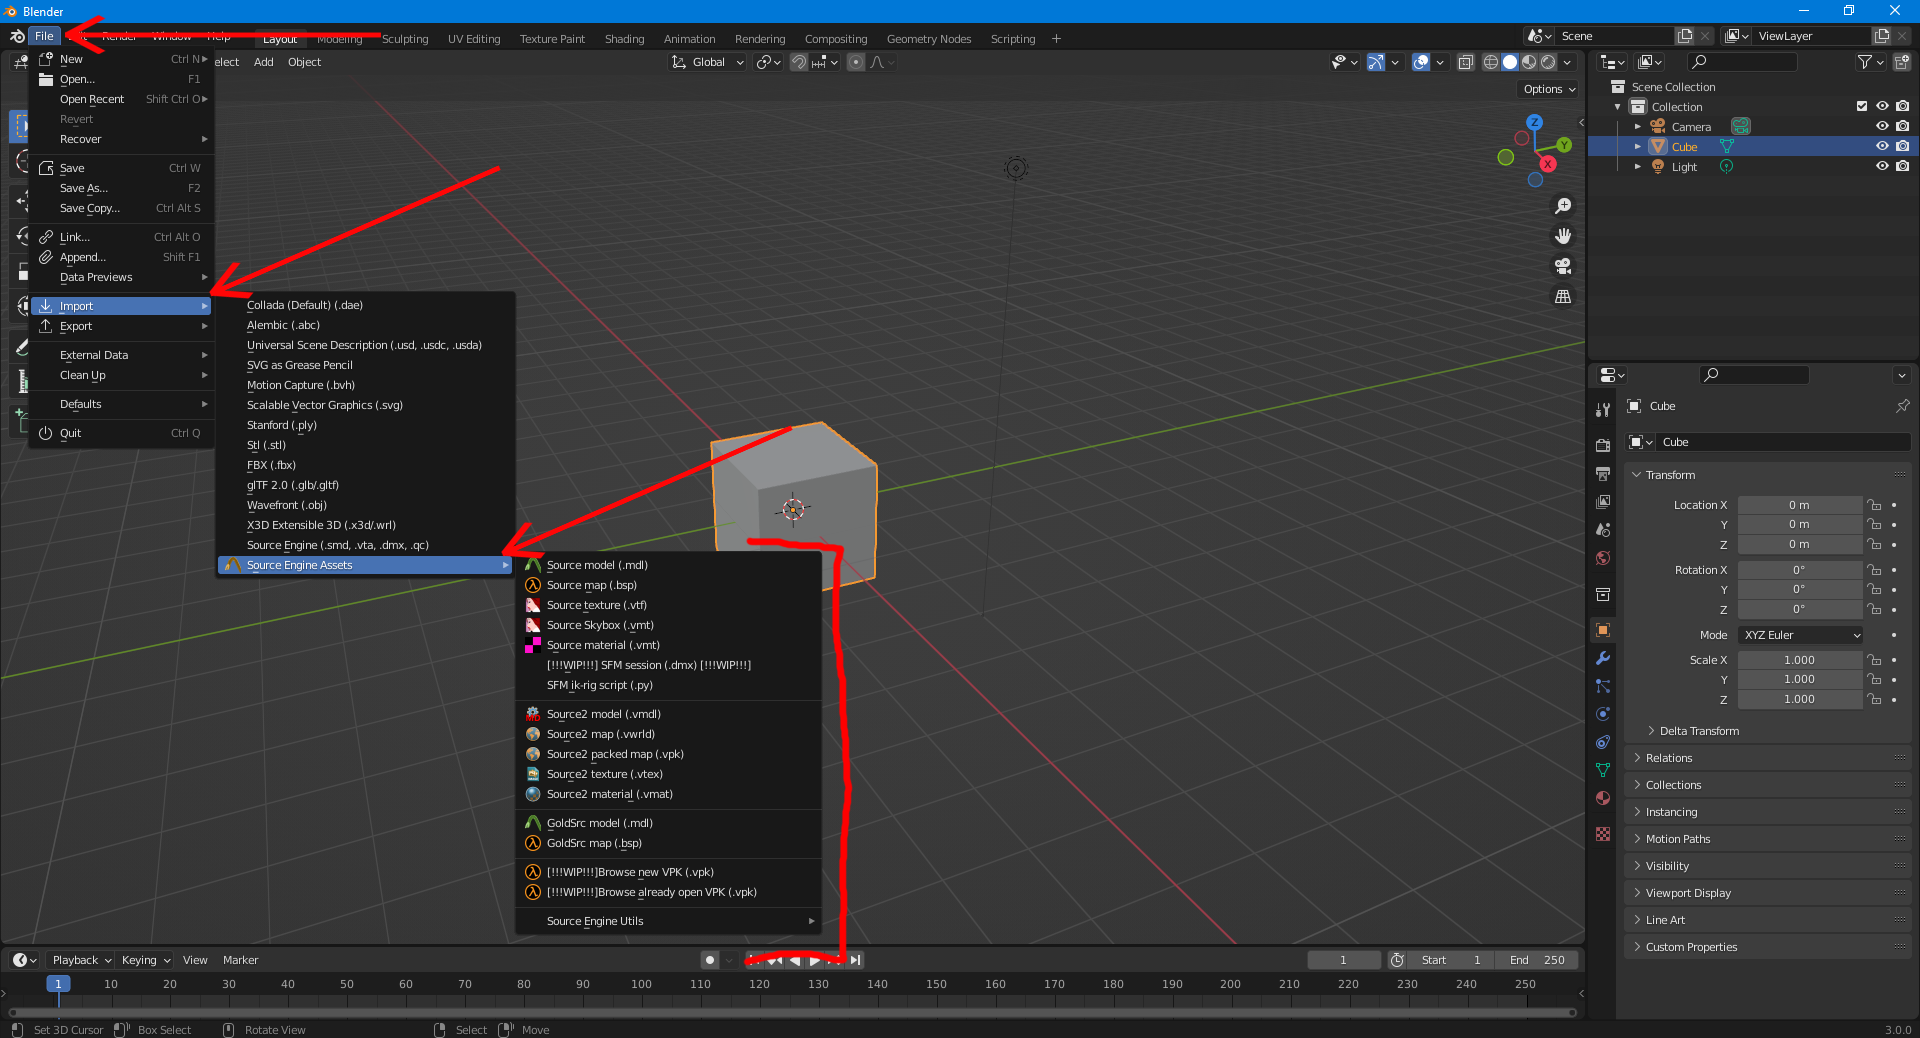 Blender
File
Render
Window
Help
Layout
Modeling
Sculpting
UV Editing
Texture Paint
Shading
Animation
Rendering
Compositing
Geometry Nodes
Scripting
Scene
ViewLayer
elect
Add
Object
Global
Options
New Ctrl N
Open... F1
Open Recent Shift Ctrl O
Revert
Recover
Save Ctrl W
Save As... F2
Save Copy... Ctrl Alt S
Link... Ctrl Alt O
Append... Shift F1
Data Previews
Import
Export
External Data
Clean Up
Defaults
Quit Ctrl Q
Collada (Default) (.dae)
Alembic (.abc)
Universal Scene Description (.usd, .usdc, .usda)
SVG as Grease Pencil
Motion Capture (.bvh)
Scalable Vector Graphics (.svg)
Stanford (.ply)
Stl (.stl)
FBX (.fbx)
glTF 2.0 (.glb/.gltf)
Wavefront (.obj)
X3D Extensible 3D (.x3d/.wrl)
Source Engine (.smd, .vta, .dmx, .qc)
Source Engine Assets
Source model (.mdl)
Source map (.bsp)
Source texture (.vtf)
Source Skybox (.vmt)
Source material (.vmt)
[!!!WIP!!!] SFM session (.dmx) [!!!WIP!!!]
SFM ik-rig script (.py)
Source2 model (.vmdl)
Source2 map (.vwrld)
Source2 packed map (.vpk)
Source2 texture (.vtex)
Source2 material (.vmat)
GoldSrc model (.mdl)
GoldSrc map (.bsp)
[!!!WIP!!!]Browse new VPK (.vpk)
[!!!WIP!!!]Browse already open VPK (.vpk)
Source Engine Utils
Z
Y
X
Scene Collection
Collection
Camera
Cube
Light
Cube
Cube
Transform
Location X 0 m
Y 0 m
Z 0 m
Rotation X 0°
Y 0°
Z 0°
Mode XYZ Euler
Scale X 1.000
Y 1.000
Z 1.000
Delta Transform
Relations
Collections
Instancing
Motion Paths
Visibility
Viewport Display
Line Art
Custom Properties
Playback
Keying
View
Marker
1
Start 1
End 250
1 10 20 30 40 50 60 70 80 90 100 110 120 130 140 150 160 170 180 190 200 210 220 230 240 250
Set 3D Cursor
Box Select
Rotate View
Select
Move
3.0.0